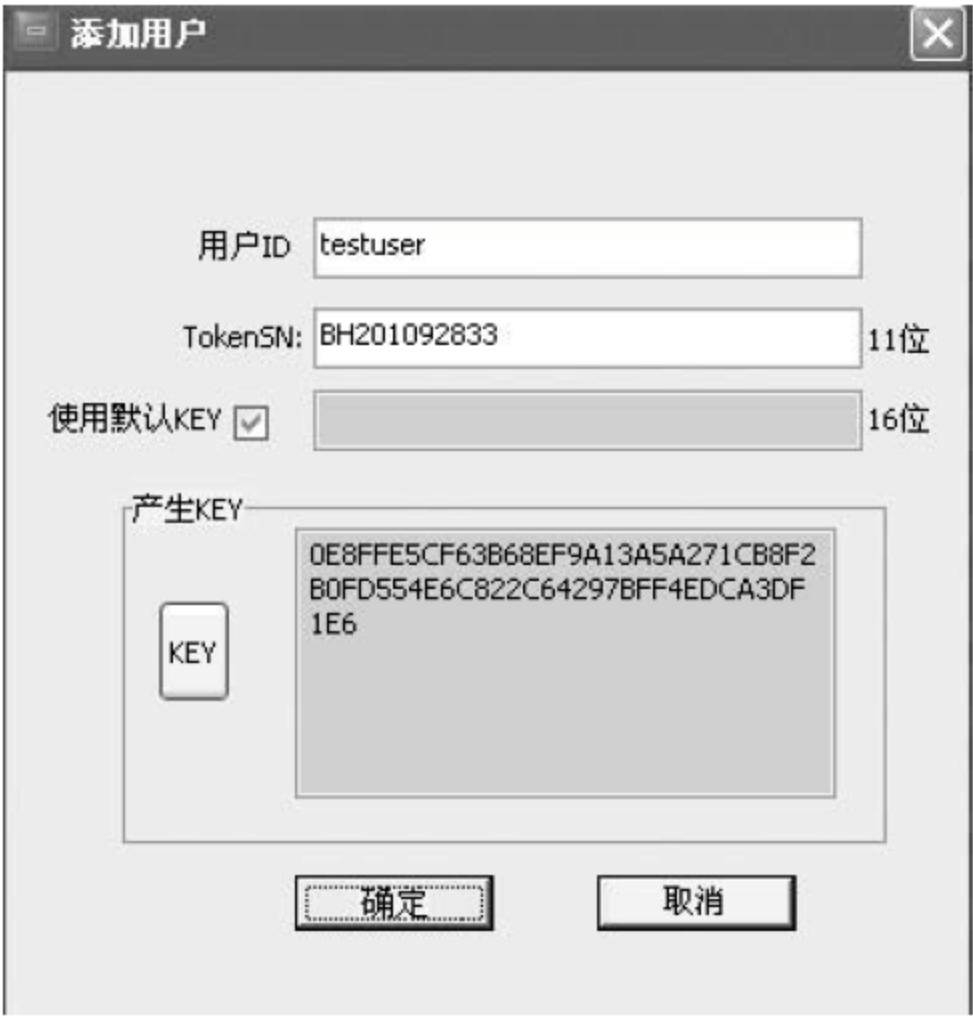 添加用户
用户ID testuser
TokenSN: BH201092833 11位
使用默认KEY 16位
产生KEY
0E8FFE5CF63B68EF9A13A5A271CB8F2
B0FD554E6C822C64297BFF4EDCA3DF
1E6
KEY
确定 取消